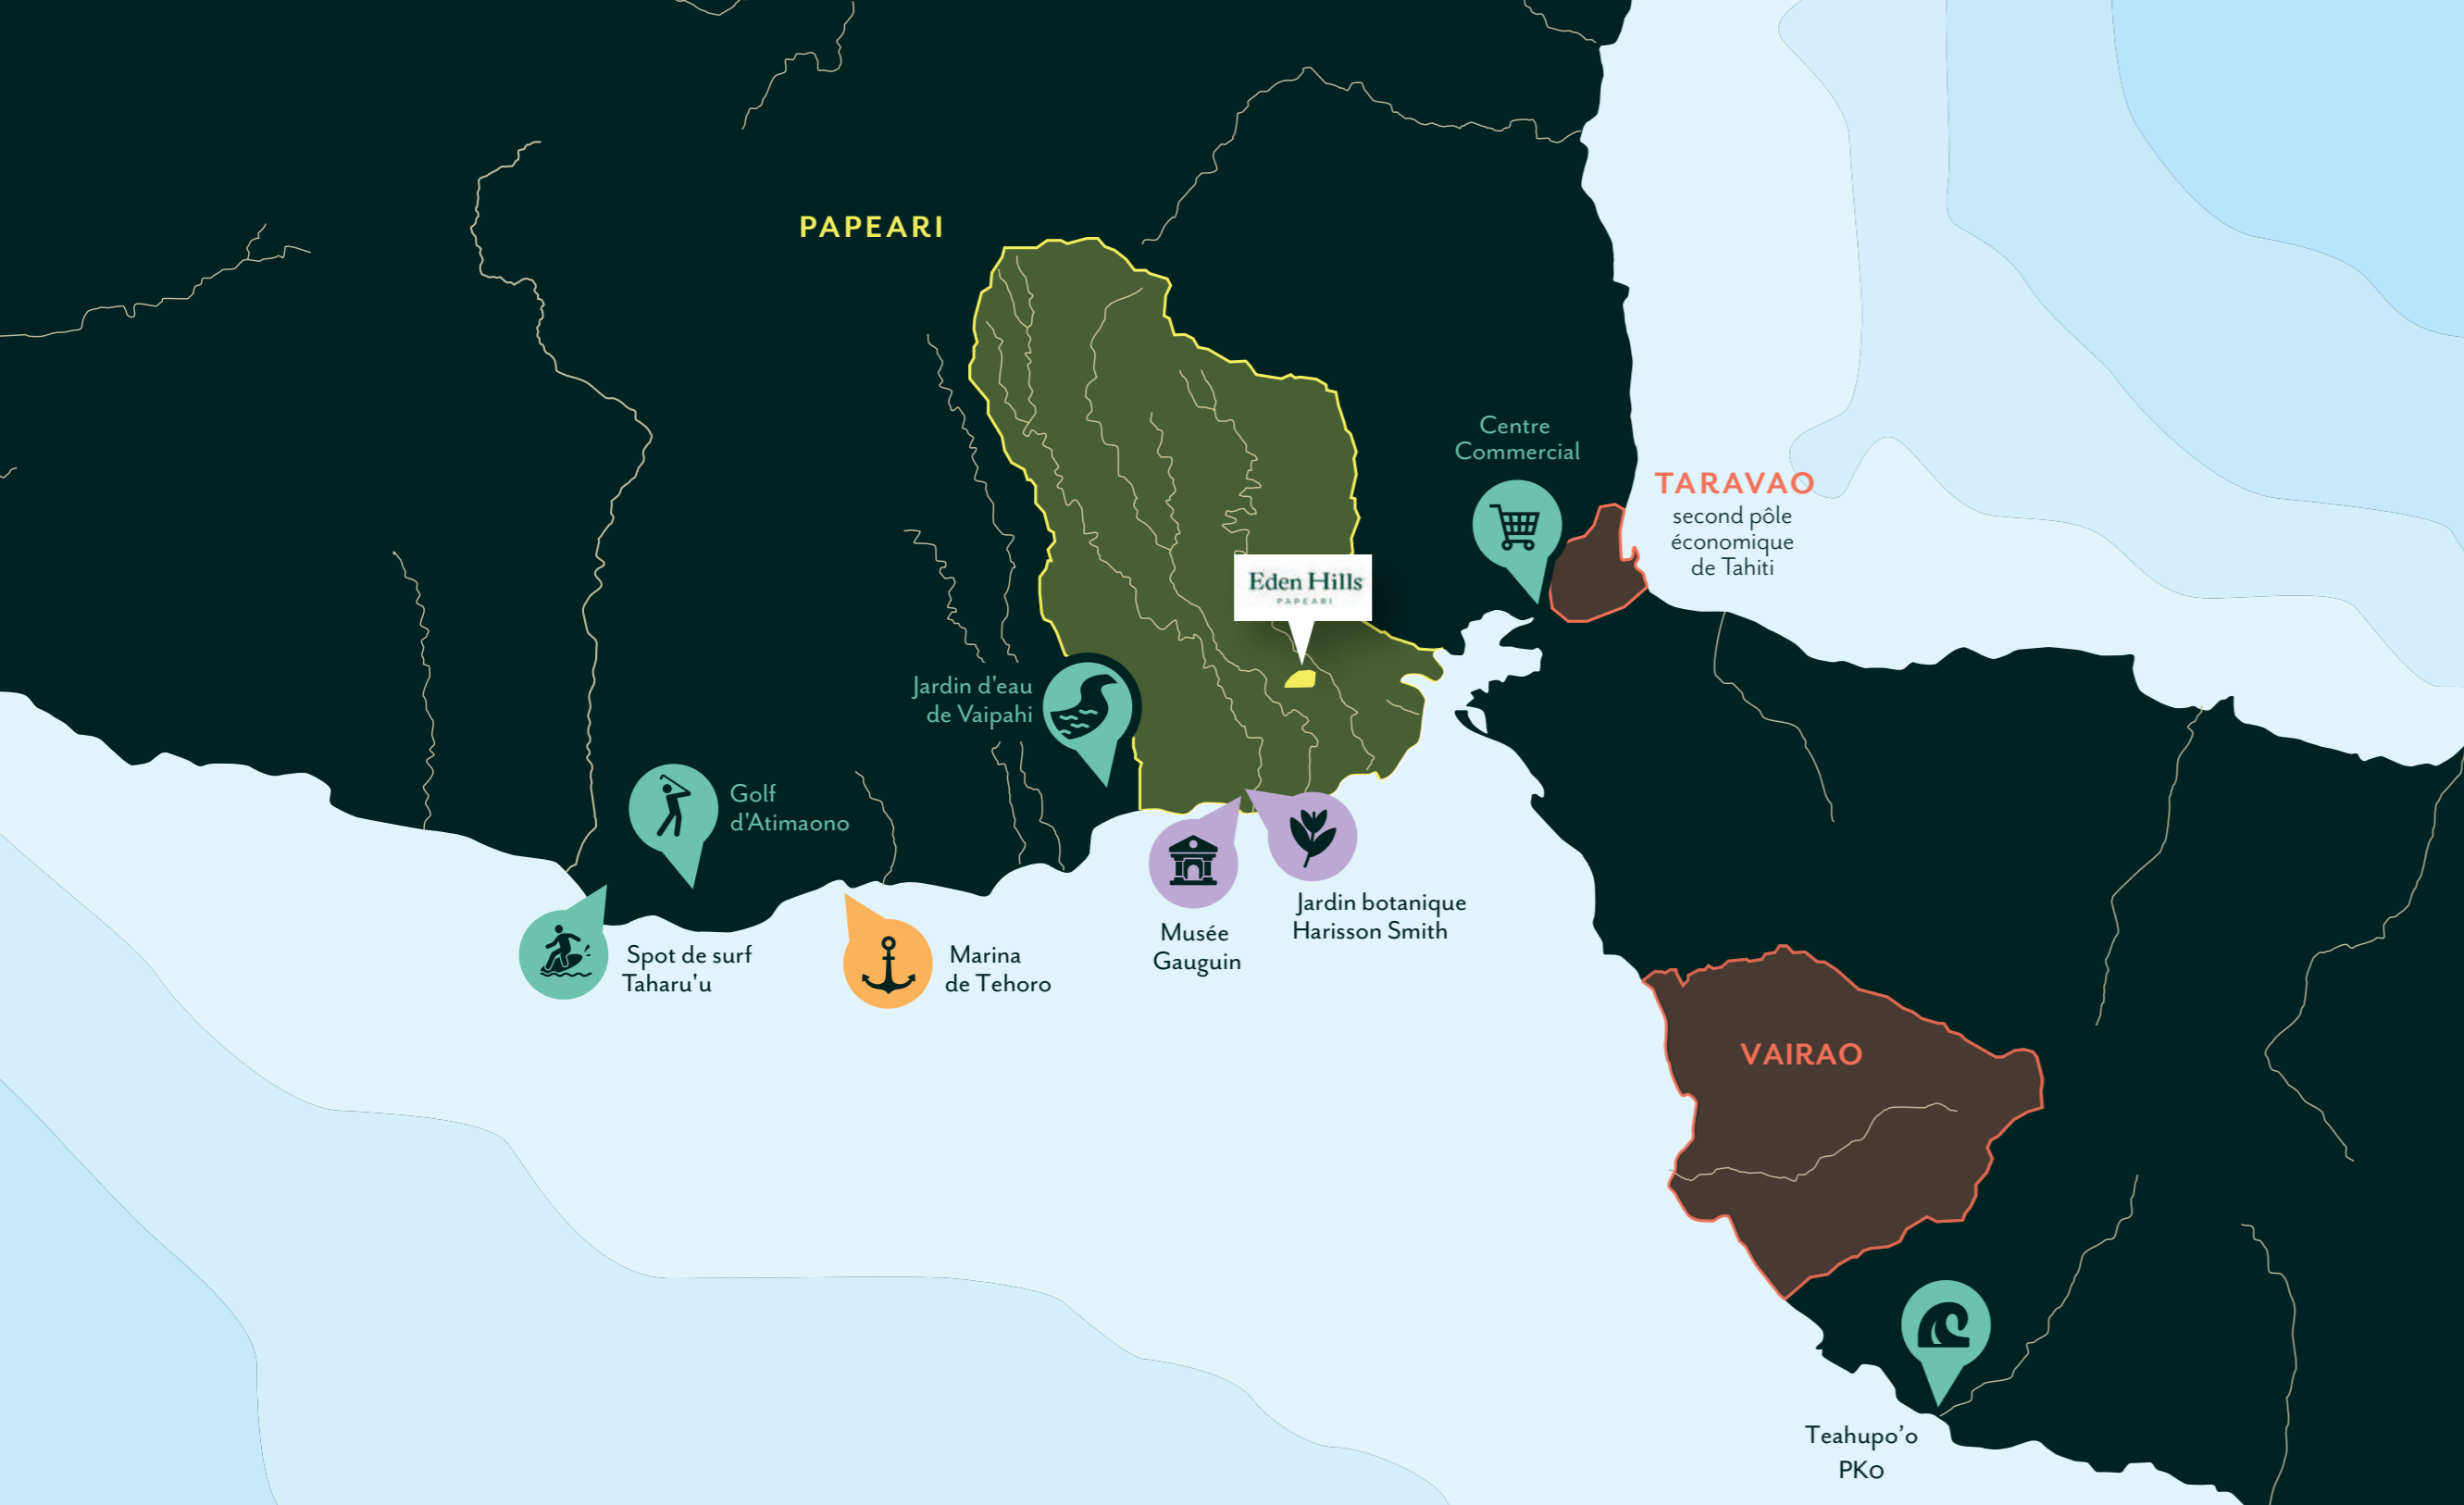 PAPEARI
Centre
Commercial
TARAVAO
second pôle
économique
de Tahiti
Eden Hills
PAPEARI
Jardin d'eau
de Vaipahi
Golf
d'Atimaono
Spot de surf
Taharu'u
Marina
de Tehoro
Musée
Gauguin
Jardin botanique
Harisson Smith
VAIRAO
Teahupo’o
PK0